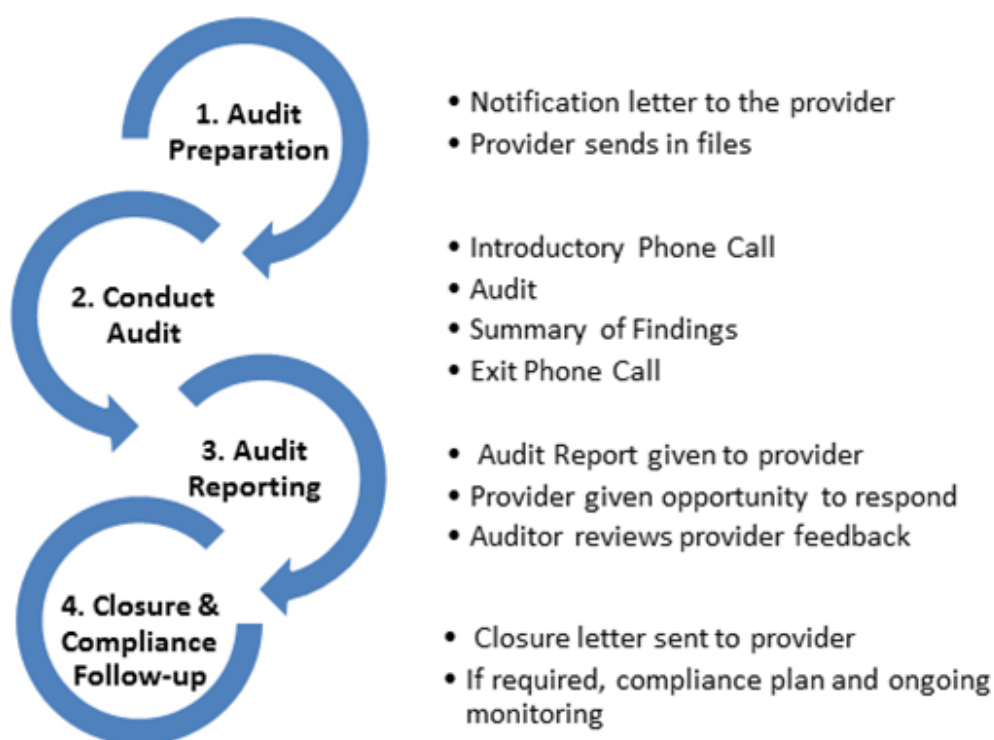 1. Audit
Preparation
• Notification letter to the provider
• Provider sends in files
2. Conduct
Audit
• Introductory Phone Call
• Audit
• Summary of Findings
• Exit Phone Call
3. Audit
Reporting
• Audit Report given to provider
• Provider given opportunity to respond
• Auditor reviews provider feedback
4. Closure &
Compliance
Follow-up
• Closure letter sent to provider
• If required, compliance plan and ongoing
monitoring